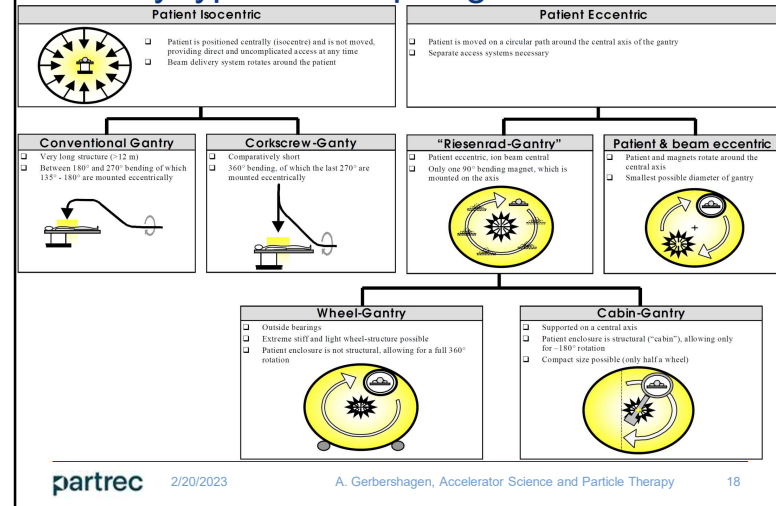 Patient Isocentric
❑ Patient is positioned centrally (isocentre) and is not moved,
providing direct and uncomplicated access at any time
❑ Beam delivery system rotates around the patient
Patient Eccentric
❑ Patient is moved on a circular path around the central axis of the gantry
❑ Separate access systems necessary
Conventional Gantry
❑ Very long structure (>12 m)
❑ Between 180° and 270° bending of which
135° - 180° are mounted eccentrically
Corkscrew-Ganty
❑ Comparatively short
❑ 360° bending, of which the last 270° are
mounted eccentrically
“Riesenrad-Gantry”
❑ Patient eccentric, ion beam central
❑ Only one 90° bending magnet, which is
mounted on the axis
Patient & beam eccentric
❑ Patient and magnets rotate around the
central axis
❑ Smallest possible diameter of gantry
+
Wheel-Gantry
❑ Outside bearings
❑ Extreme stiff and light wheel-structure possible
❑ Patient enclosure is not structural, allowing for a full 360°
rotation
Cabin-Gantry
❑ Supported on a central axis
❑ Patient enclosure is structural (“cabin”), allowing only
for ~180° rotation
❑ Compact size possible (only half a wheel)
partrec 2/20/2023 A. Gerbershagen, Accelerator Science and Particle Therapy 18